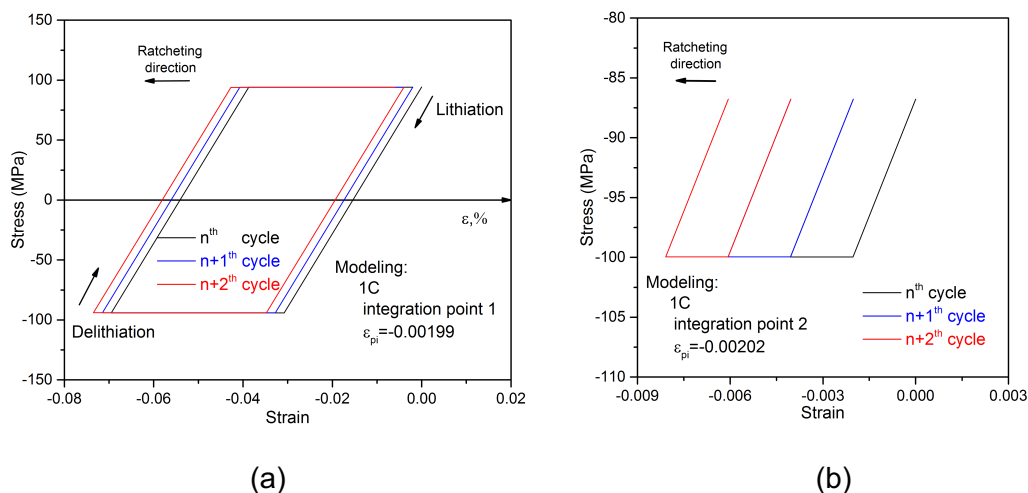 150
100
50
0
-50
-100
-150
Stress (MPa)
Ratcheting
direction
Lithiation
ε,%
nth cycle
n+1th cycle
n+2th cycle
Modeling:
1C
integration point 1
εpi=-0.00199
Delithiation
-0.08
-0.06
-0.04
-0.02
0.00
0.02
Strain
(a)
-80
-85
-90
-95
-100
-105
-110
Stress (MPa)
Ratcheting
direction
Modeling:
1C
integration point 2
εpi=-0.00202
nth cycle
n+1th cycle
n+2th cycle
-0.009
-0.006
-0.003
0.000
0.003
Strain
(b)